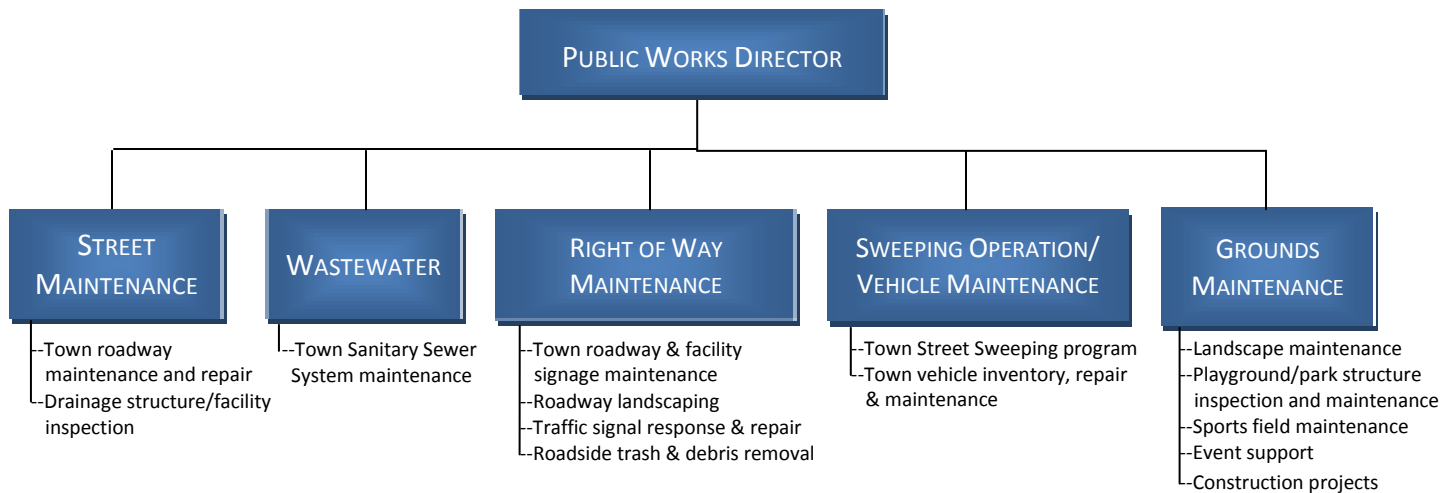 PUBLIC WORKS DIRECTOR
STREET
MAINTENANCE
--Town roadway
maintenance and repair
--Drainage structure/facility
inspection
WASTEWATER
--Town Sanitary Sewer
System maintenance
RIGHT OF WAY
MAINTENANCE
--Town roadway & facility
signage maintenance
--Roadway landscaping
--Traffic signal response & repair
--Roadside trash & debris removal
SWEEPING OPERATION/
VEHICLE MAINTENANCE
--Town Street Sweeping program
--Town vehicle inventory, repair
& maintenance
GROUNDS
MAINTENANCE
--Landscape maintenance
--Playground/park structure
inspection and maintenance
--Sports field maintenance
--Event support
--Construction projects